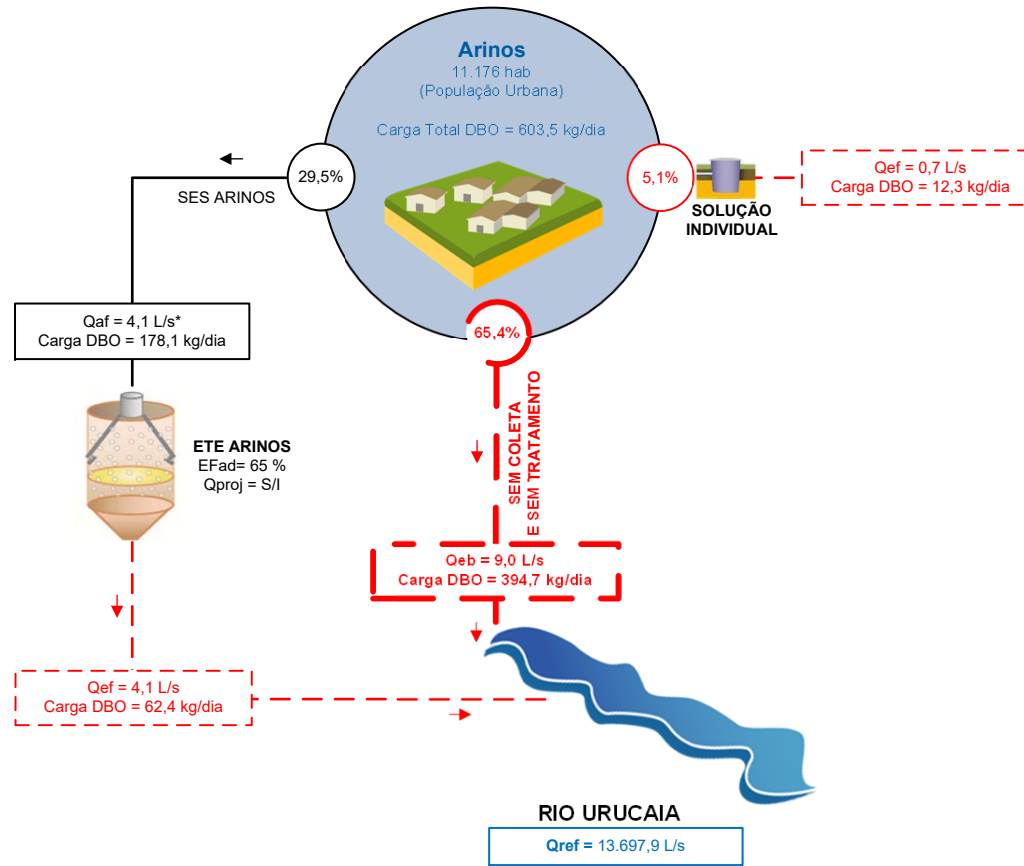 Arinos
11.176 hab
(População Urbana)
Carga Total DBO = 603,5 kg/dia
29,5%
SES ARINOS
5,1%
SOLUÇÃO
INDIVIDUAL
Qef = 0,7 L/s
Carga DBO = 12,3 kg/dia
65,4%
Qaf = 4,1 L/s*
Carga DBO = 178,1 kg/dia
ETE ARINOS
EFad= 65 %
Qproj = S/I
SEM COLETA
E SEM TRATAMENTO
Qeb = 9,0 L/s
Carga DBO = 394,7 kg/dia
Qef = 4,1 L/s
Carga DBO = 62,4 kg/dia
RIO URUCAIA
Qref = 13.697,9 L/s